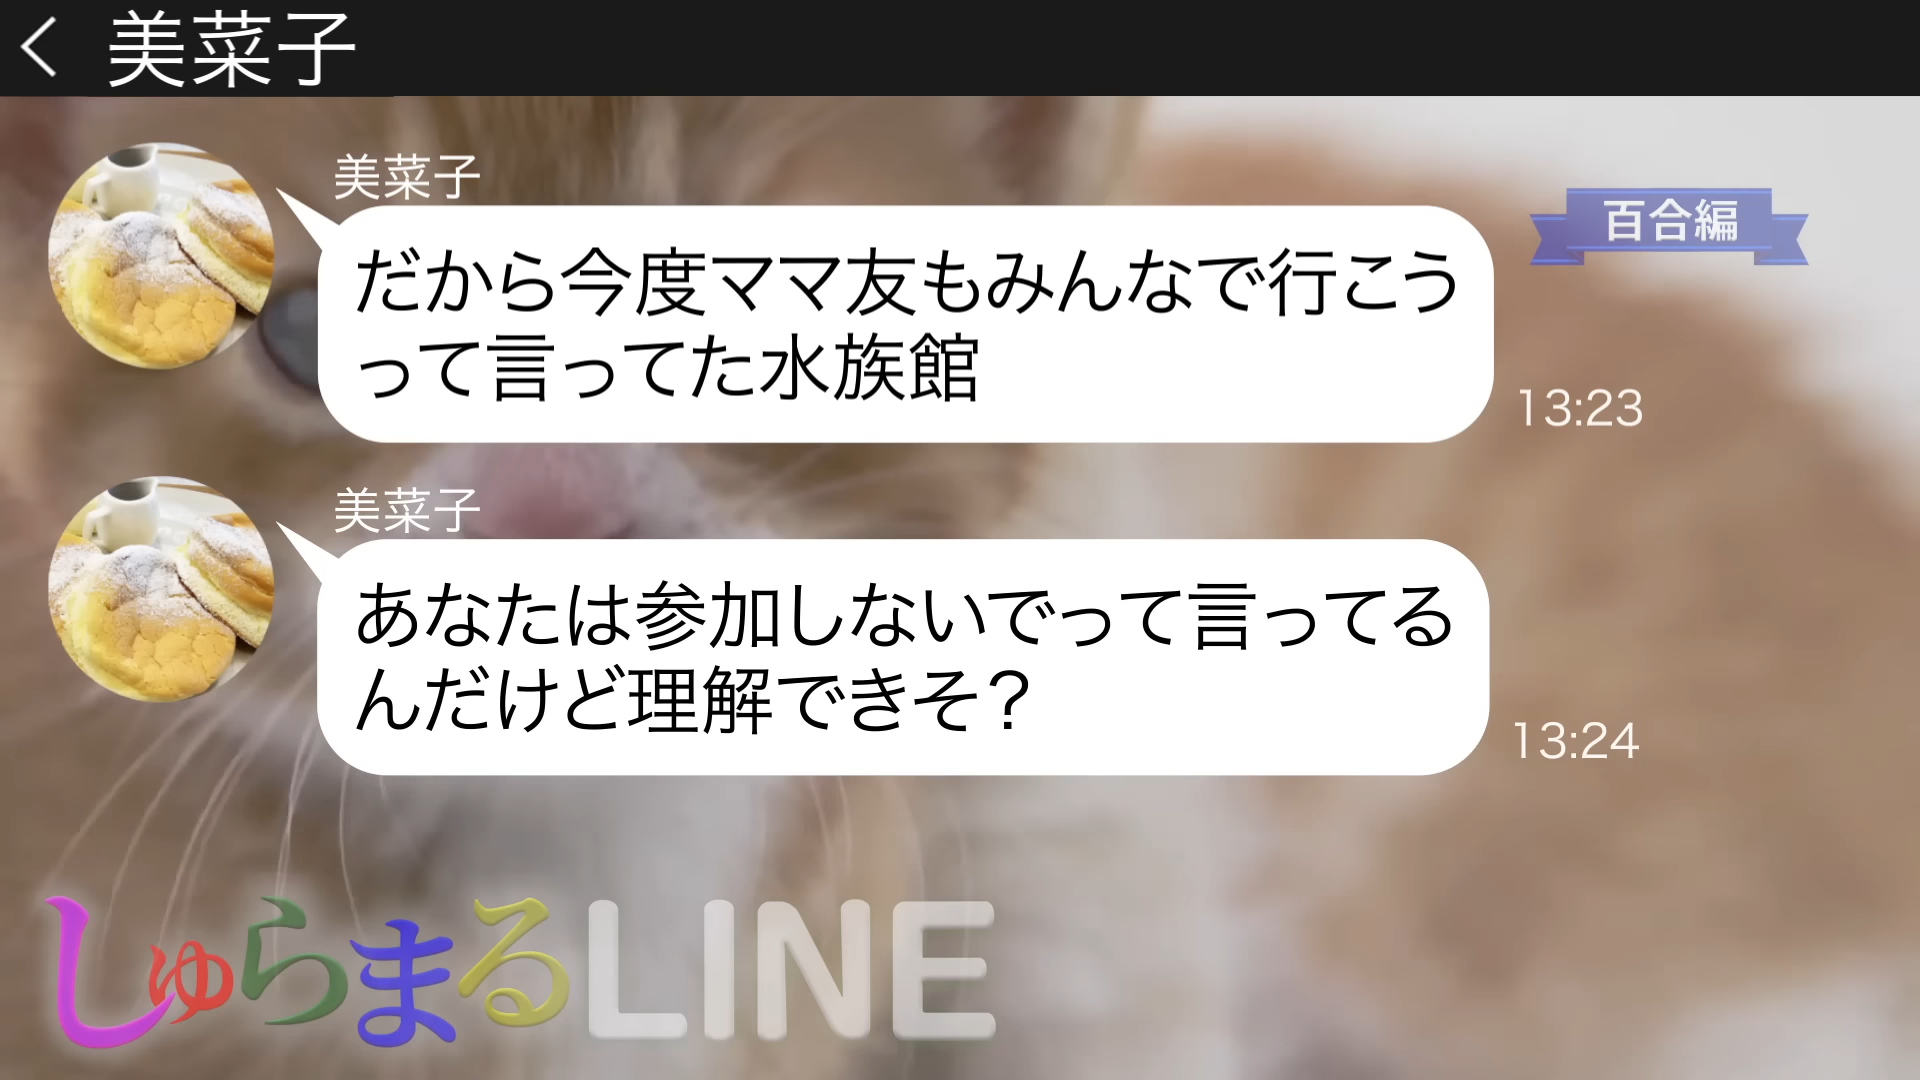 美菜子
美菜子
百合編
だから今度ママ友もみんなで行こう
って言ってた水族館
13:23
美菜子
あなたは参加しないでって言ってる
んだけど理解できそ？
13:24
しゅらまるLINE